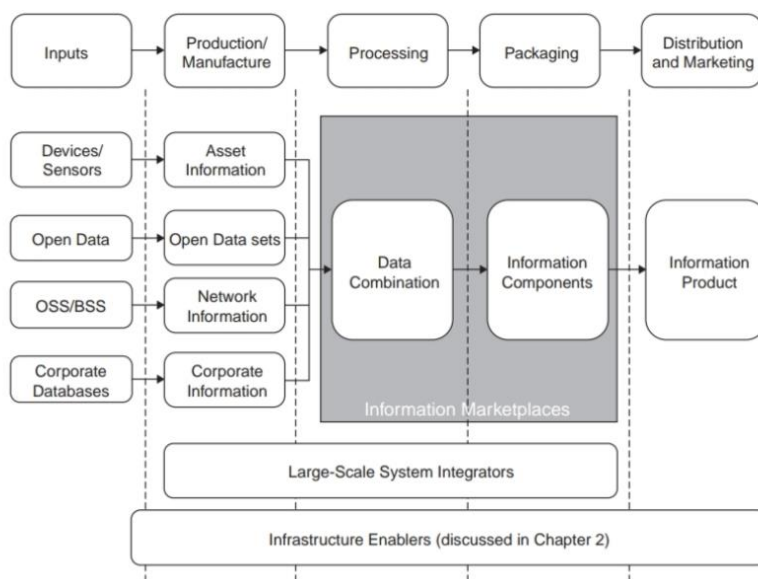 Inputs
Production/
Manufacture
Processing
Packaging
Distribution
and Marketing
Devices/
Sensors
Asset
Information
Open Data
Open Data sets
OSS/BSS
Network
Information
Corporate
Databases
Corporate
Information
Data
Combination
Information
Components
Information
Product
Information Marketplaces
Large-Scale System Integrators
Infrastructure Enablers (discussed in Chapter 2)